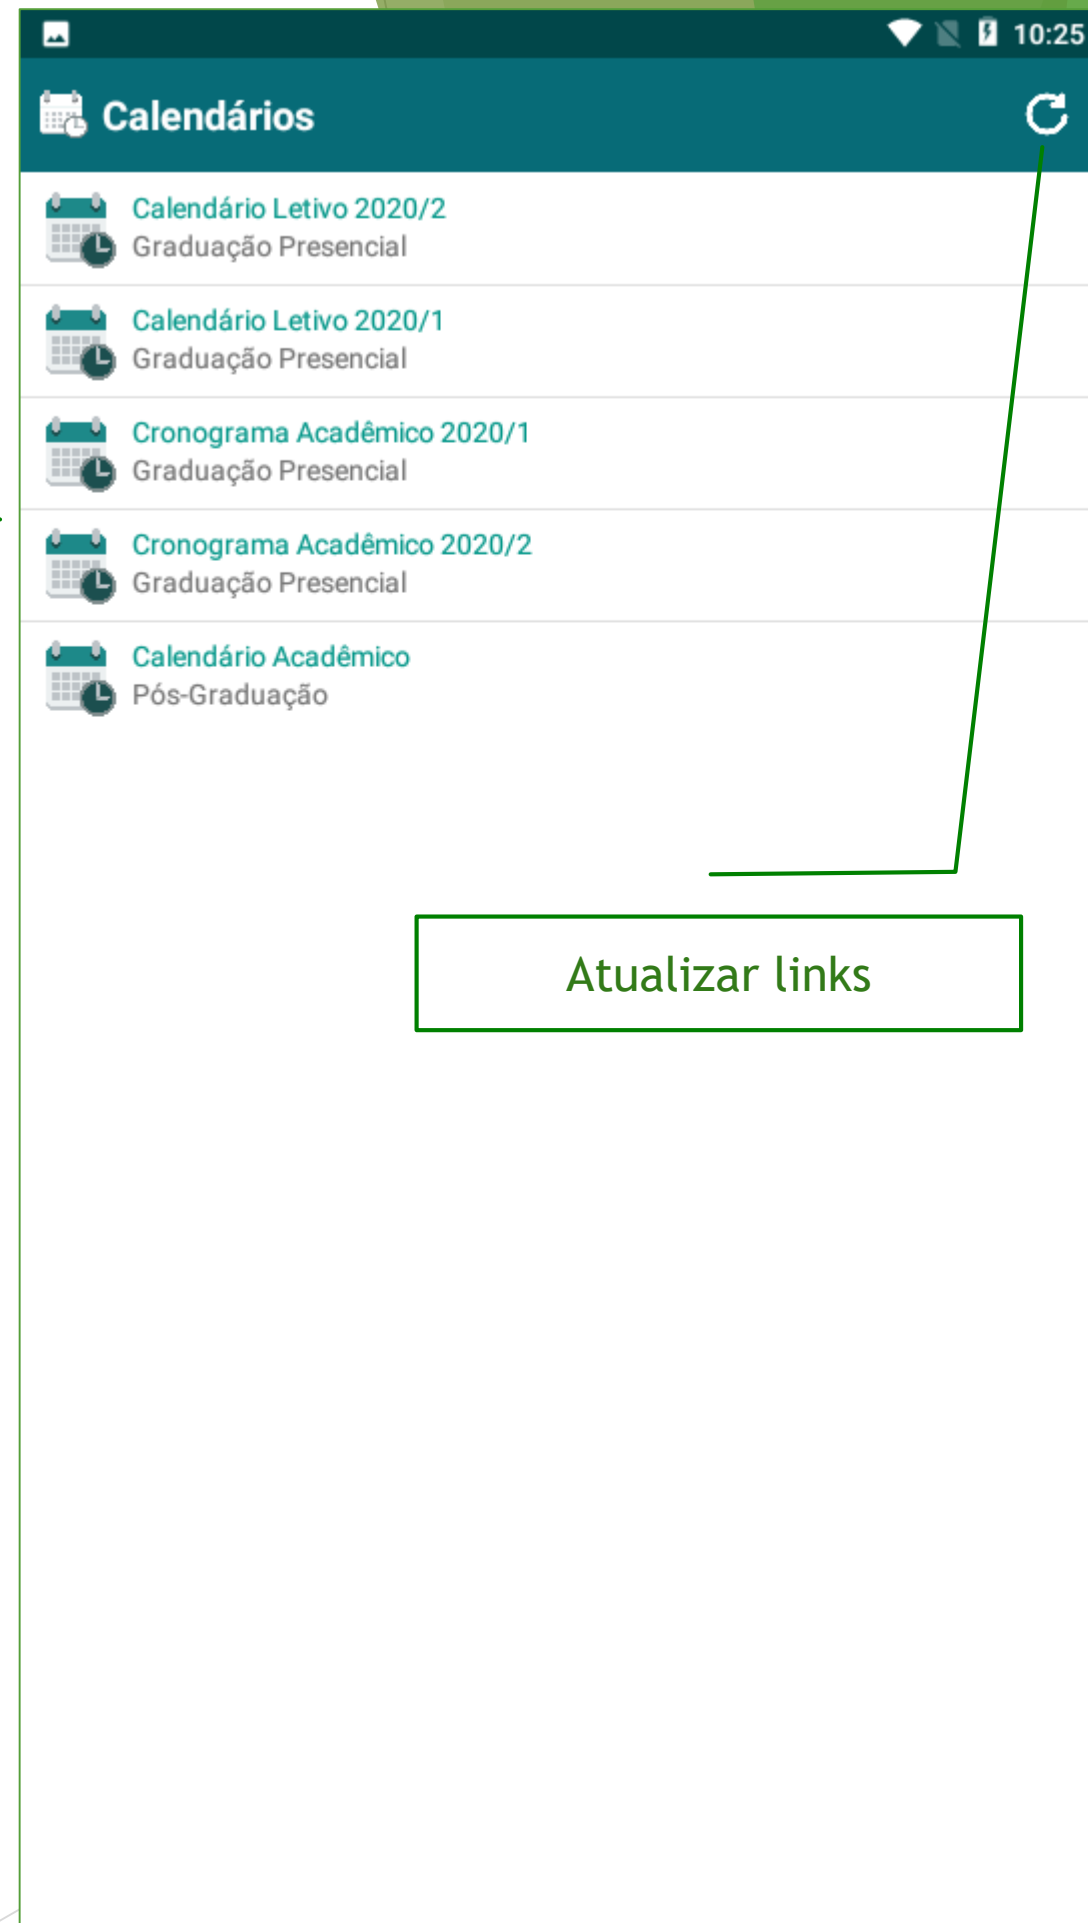 10:25
Calendários
Calendário Letivo 2020/2
Graduação Presencial
Calendário Letivo 2020/1
Graduação Presencial
Cronograma Acadêmico 2020/1
Graduação Presencial
Cronograma Acadêmico 2020/2
Graduação Presencial
Calendário Acadêmico
Pós-Graduação
Atualizar links